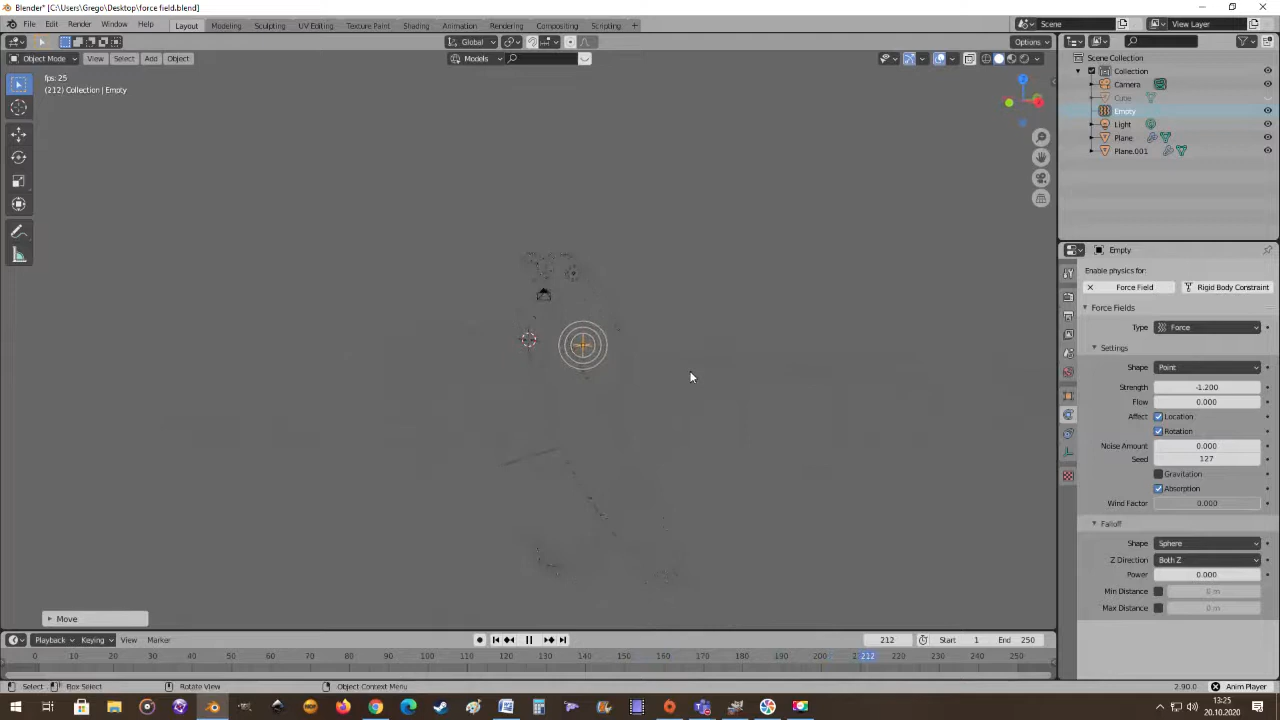 Blender* [C:\Users\Grego\Desktop\force field.blend]
File Edit Render Window Help
Layout Modeling Sculpting UV Editing Texture Paint Shading Animation Rendering Compositing Scripting +
Scene View Layer
Global Options
Object Mode View Select Add Object Models
fps: 25
(212) Collection | Empty
Z
Scene Collection
Collection
Camera
Cube
Empty
Light
Plane
Plane.001
Empty
Enable physics for:
Force Field Rigid Body Constraint
Force Fields
Type Force
Settings
Shape Point
Strength -1.200
Flow 0.000
Affect Location
Rotation
Noise Amount 0.000
Seed 127
Gravitation
Absorption
Wind Factor 0.000
Falloff
Shape Sphere
Z Direction Both Z
Power 0.000
Min Distance 0 m
Max Distance 0 m
Move
Playback Keying View Marker 212 Start 1 End 250
0 10 20 30 40 50 60 70 80 90 100 110 120 130 140 150 160 170 180 190 200 2 212 220 230 240 250
Select Box Select Rotate View Object Context Menu 2.90.0 Anim Player
13:25
20.10.2020